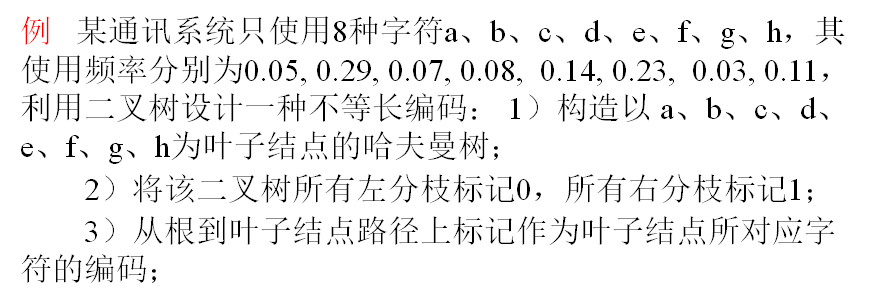 例 某通讯系统只使用8种字符a、b、c、d、e、f、g、h，其
使用频率分别为0.05, 0.29, 0.07, 0.08, 0.14, 0.23, 0.03, 0.11，
利用二叉树设计一种不等长编码： 1）构造以 a、b、c、d、
e、f、g、h为叶子结点的哈夫曼树；
2）将该二叉树所有左分枝标记0，所有右分枝标记1；
3）从根到叶子结点路径上标记作为叶子结点所对应字
符的编码；